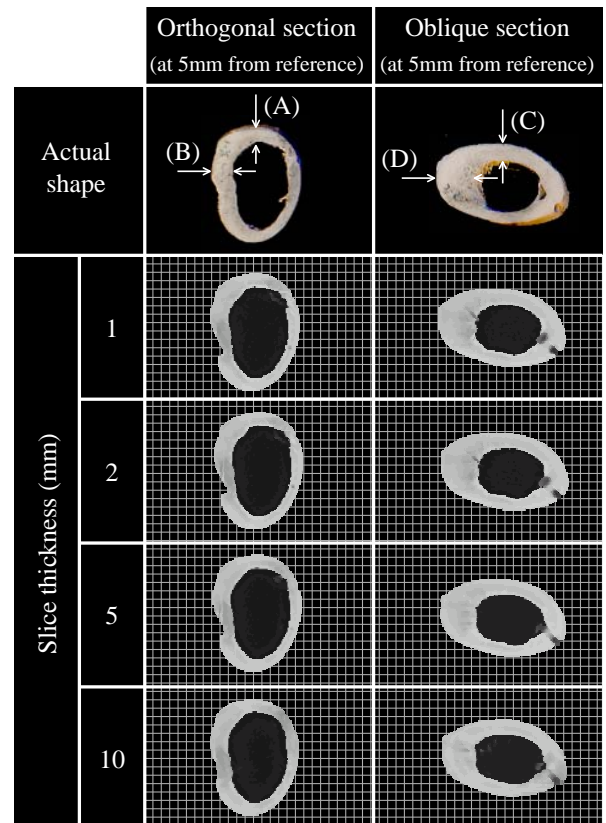 Orthogonal section
(at 5mm from reference)
Oblique section
(at 5mm from reference)
Actual
shape
(A)
(B)
(C)
(D)
Slice thickness (mm)
1
2
5
10